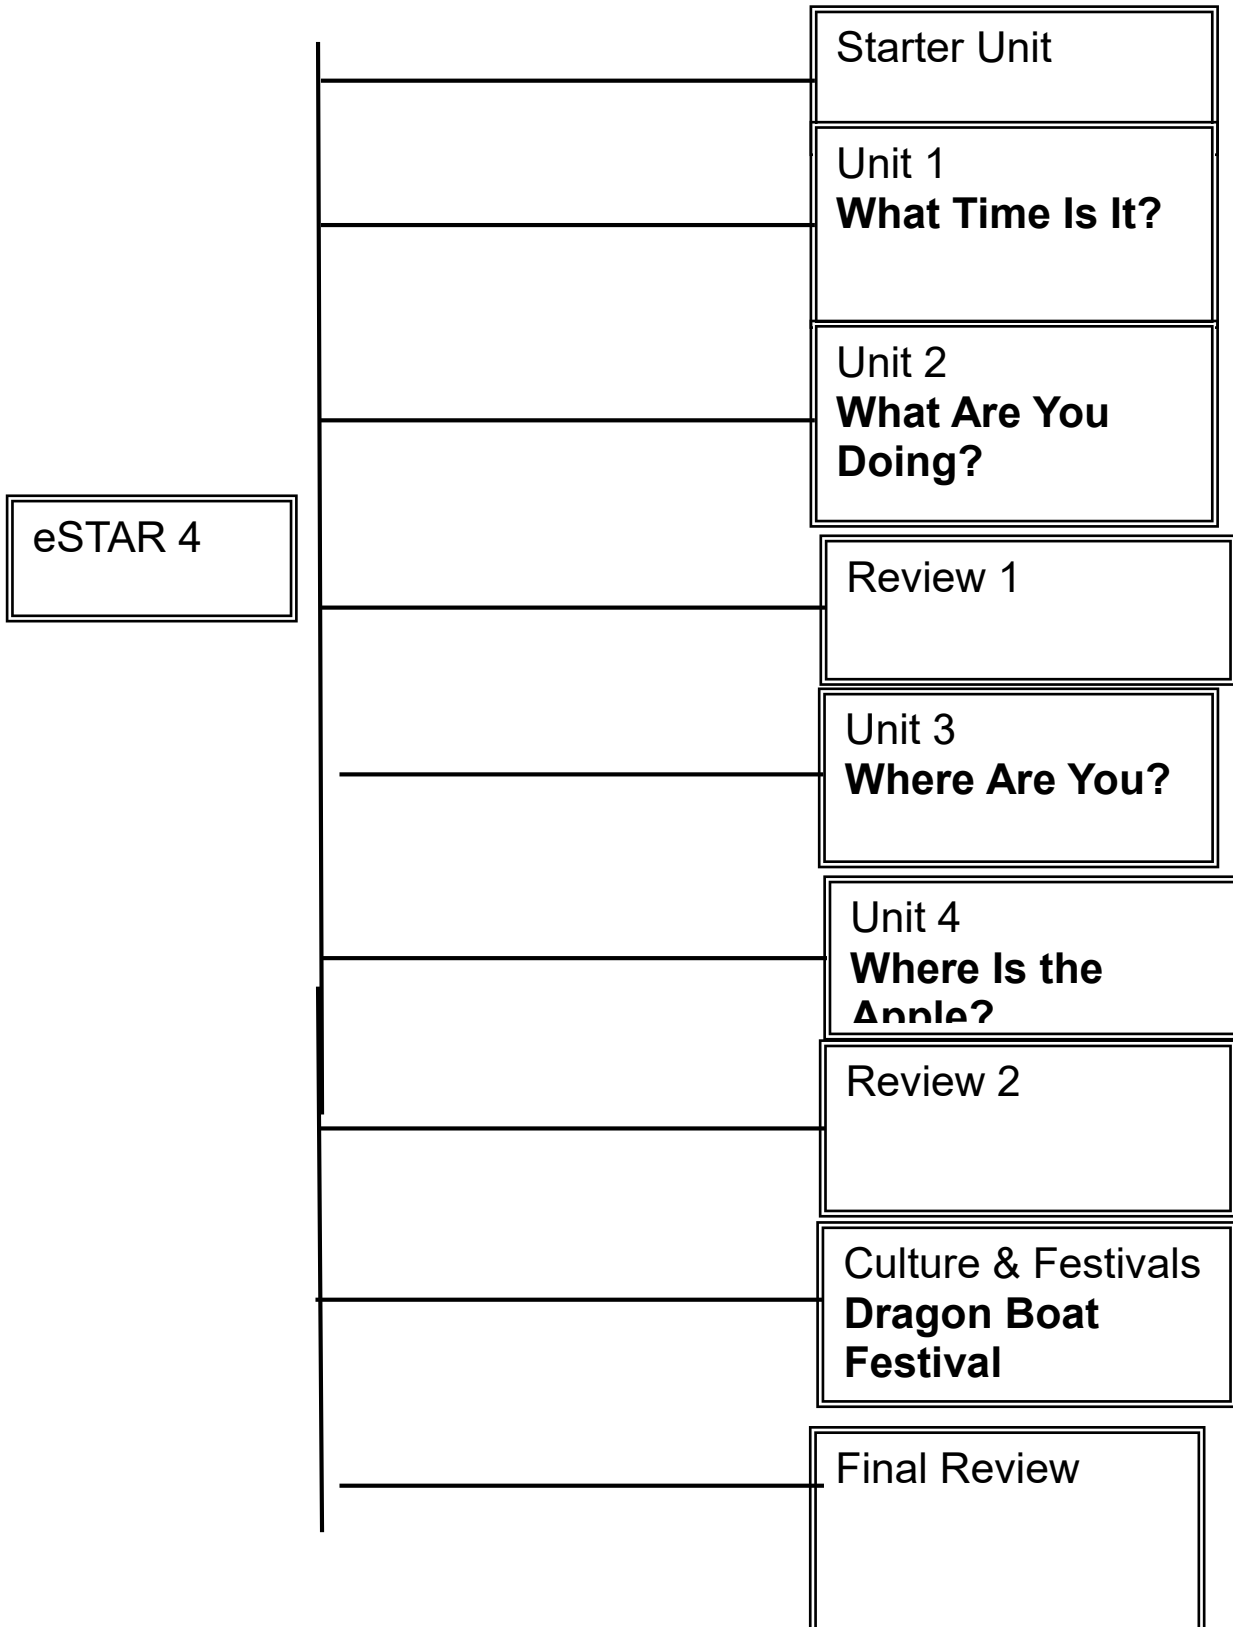 Starter Unit
Unit 1
What Time Is It?
Unit 2
What Are You
Doing?
eSTAR 4
Review 1
Unit 3
Where Are You?
Unit 4
Where Is the
Apple?
Review 2
Culture & Festivals
Dragon Boat
Festival
Final Review